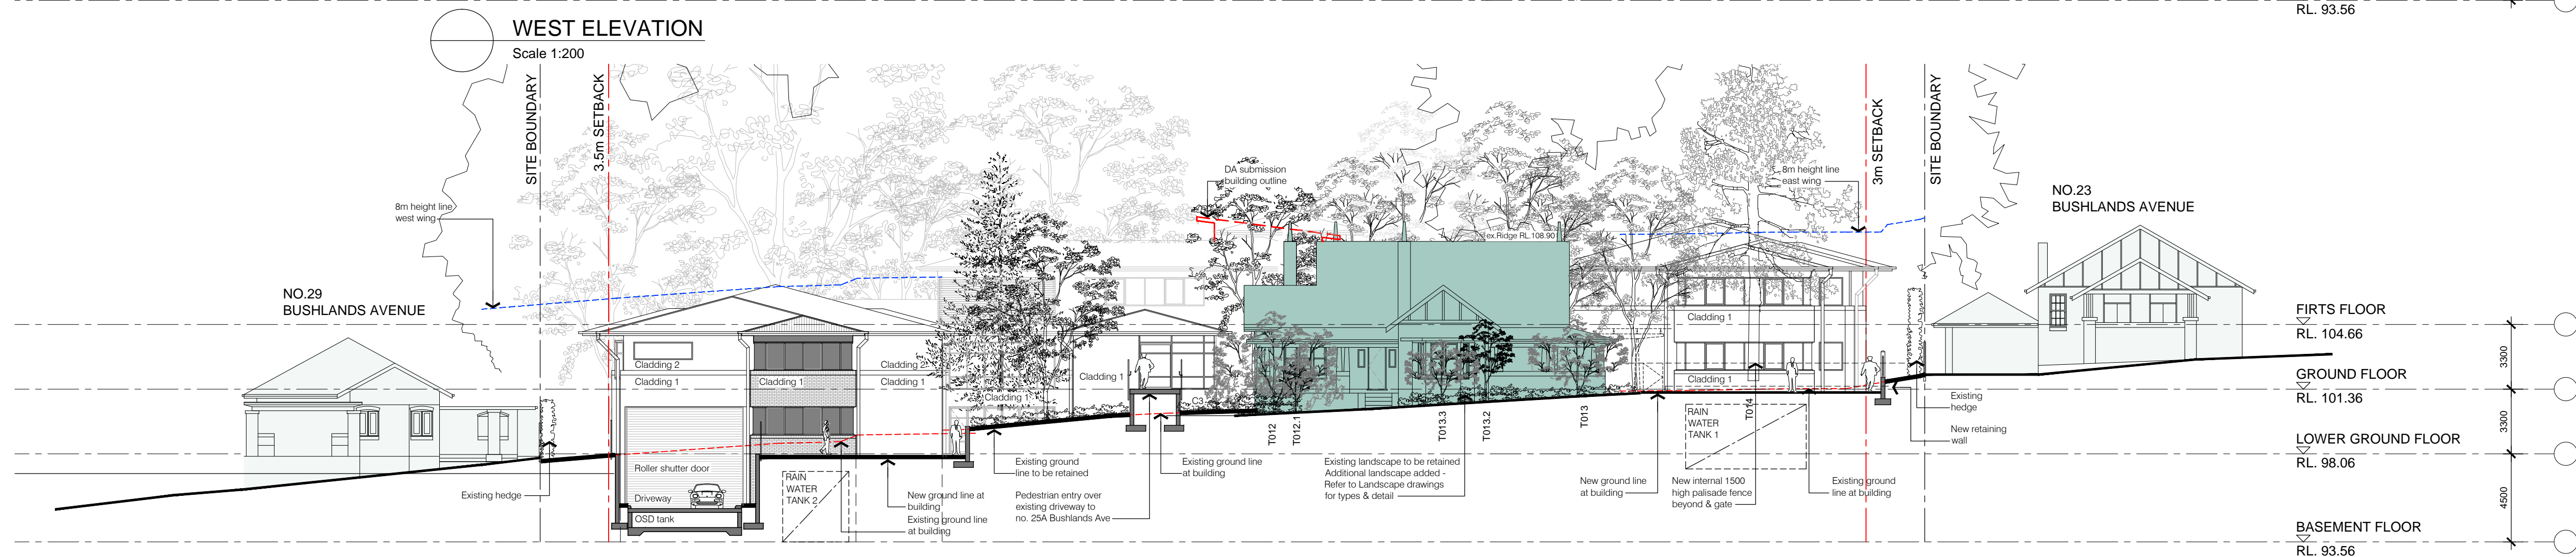 RL. 93.56
WEST ELEVATION
Scale 1:200
SITE BOUNDARY
3.5m SETBACK
3m SETBACK
SITE BOUNDARY
8m height line
west wing
DA submission
building outline
8m height line
east wing
ex.Ridge RL.108.90
NO.23
BUSHLANDS AVENUE
NO.29
BUSHLANDS AVENUE
FIRTS FLOOR
RL. 104.66
3300
GROUND FLOOR
RL. 101.36
3300
LOWER GROUND FLOOR
RL. 98.06
4500
BASEMENT FLOOR
RL. 93.56
Cladding 2
Cladding 1
Cladding 1
Cladding 2
Cladding 1
Cladding 1
Cladding 1
C3
Cladding 1
Cladding 1
T012
T012.1
T013.3
T013.2
T013
T014
RAIN
WATER
TANK 1
Existing
hedge
New retaining
wall
Roller shutter door
Driveway
OSD tank
RAIN
WATER
TANK 2
Existing hedge
New ground line at
building
Existing ground line
at building
Existing ground
line to be retained
Pedestrian entry over
existing driveway to
no. 25A Bushlands Ave
Existing ground line
at building
Existing landscape to be retained
Additional landscape added -
Refer to Landscape drawings
for types & detail
New ground line
at building
New internal 1500
high palisade fence
beyond & gate
Existing ground
line at building